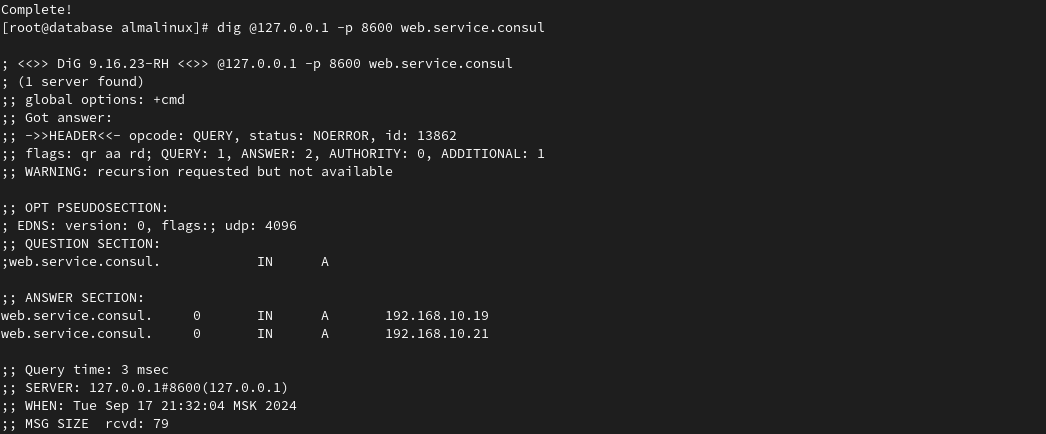 Complete!
[root@database almalinux]# dig @127.0.0.1 -p 8600 web.service.consul
; <<>> DiG 9.16.23-RH <<>> @127.0.0.1 -p 8600 web.service.consul
; (1 server found)
;; global options: +cmd
;; Got answer:
;; ->>HEADER<<- opcode: QUERY, status: NOERROR, id: 13862
;; flags: qr aa rd; QUERY: 1, ANSWER: 2, AUTHORITY: 0, ADDITIONAL: 1
;; WARNING: recursion requested but not available
;; OPT PSEUDOSECTION:
; EDNS: version: 0, flags:; udp: 4096
;; QUESTION SECTION:
;web.service.consul. IN A
;; ANSWER SECTION:
web.service.consul. 0 IN A 192.168.10.19
web.service.consul. 0 IN A 192.168.10.21
;; Query time: 3 msec
;; SERVER: 127.0.0.1#8600(127.0.0.1)
;; WHEN: Tue Sep 17 21:32:04 MSK 2024
;; MSG SIZE  rcvd: 79